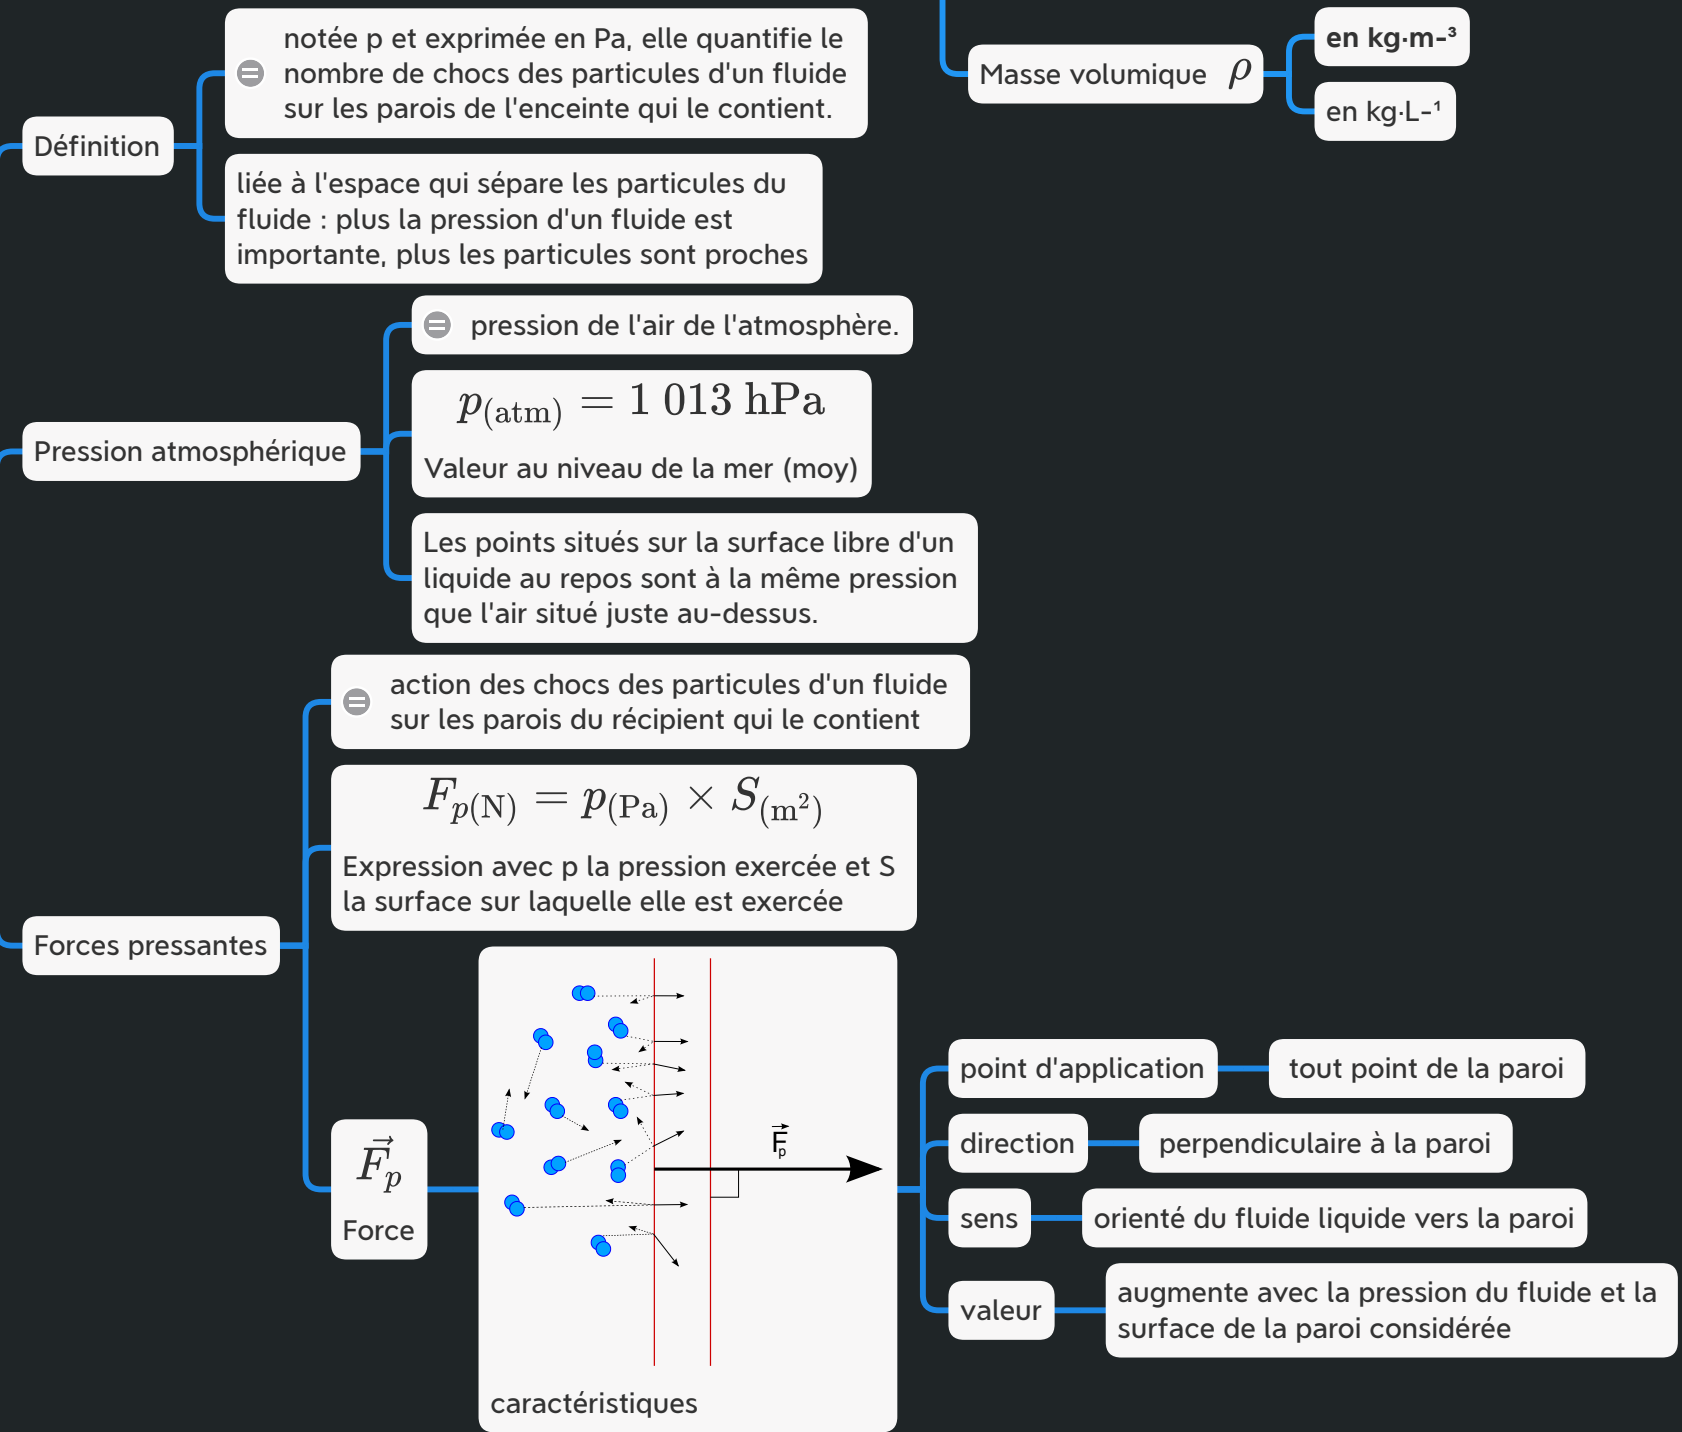 notée p et exprimée en Pa, elle quantifie le
nombre de chocs des particules d'un fluide
sur les parois de l'enceinte qui le contient.
Définition
liée à l'espace qui sépare les particules du
fluide : plus la pression d'un fluide est
importante, plus les particules sont proches
Masse volumique ρ
en kg·m-³
en kg·L-¹
pression de l'air de l'atmosphère.
p(atm) = 1 013 hPa
Valeur au niveau de la mer (moy)
Pression atmosphérique
Les points situés sur la surface libre d'un
liquide au repos sont à la même pression
que l'air situé juste au-dessus.
action des chocs des particules d'un fluide
sur les parois du récipient qui le contient
Fp(N) = p(Pa) × S(m²)
Expression avec p la pression exercée et S
la surface sur laquelle elle est exercée
Forces pressantes
F⃗p
Force
F⃗p
caractéristiques
point d'application
tout point de la paroi
direction
perpendiculaire à la paroi
sens
orienté du fluide liquide vers la paroi
valeur
augmente avec la pression du fluide et la
surface de la paroi considérée